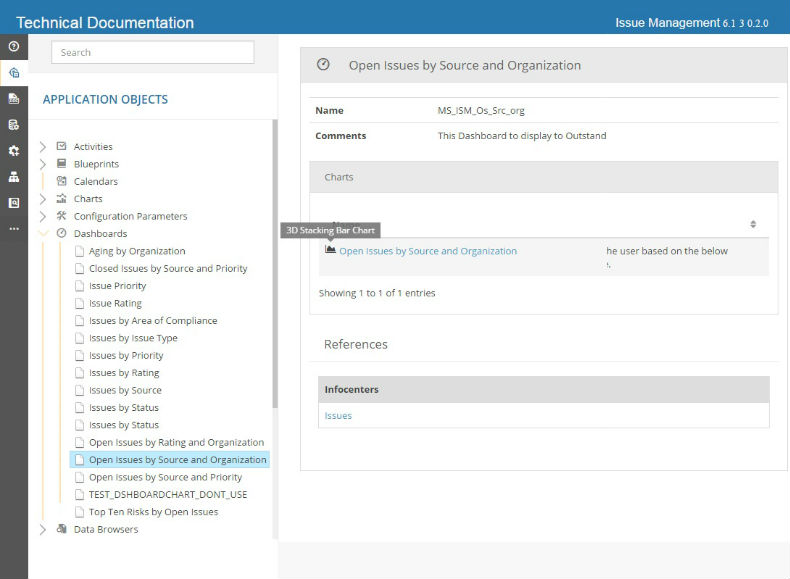 Technical Documentation
Issue Management 6.1 3 0.2.0
Search
APPLICATION OBJECTS
Activities
Blueprints
Calendars
Charts
Configuration Parameters
Dashboards
Aging by Organization
Closed Issues by Source and Priority
Issue Priority
Issue Rating
Issues by Area of Compliance
Issues by Issue Type
Issues by Priority
Issues by Rating
Issues by Source
Issues by Status
Issues by Status
Open Issues by Rating and Organization
Open Issues by Source and Organization
Open Issues by Source and Priority
TEST_DSHBOARDCHART_DONT_USE
Top Ten Risks by Open Issues
Data Browsers
Open Issues by Source and Organization
Name MS_ISM_Os_Src_org
Comments This Dashboard to display to Outstand
Charts
3D Stacking Bar Chart
Open Issues by Source and Organization he user based on the below
Showing 1 to 1 of 1 entries
References
Infocenters
Issues